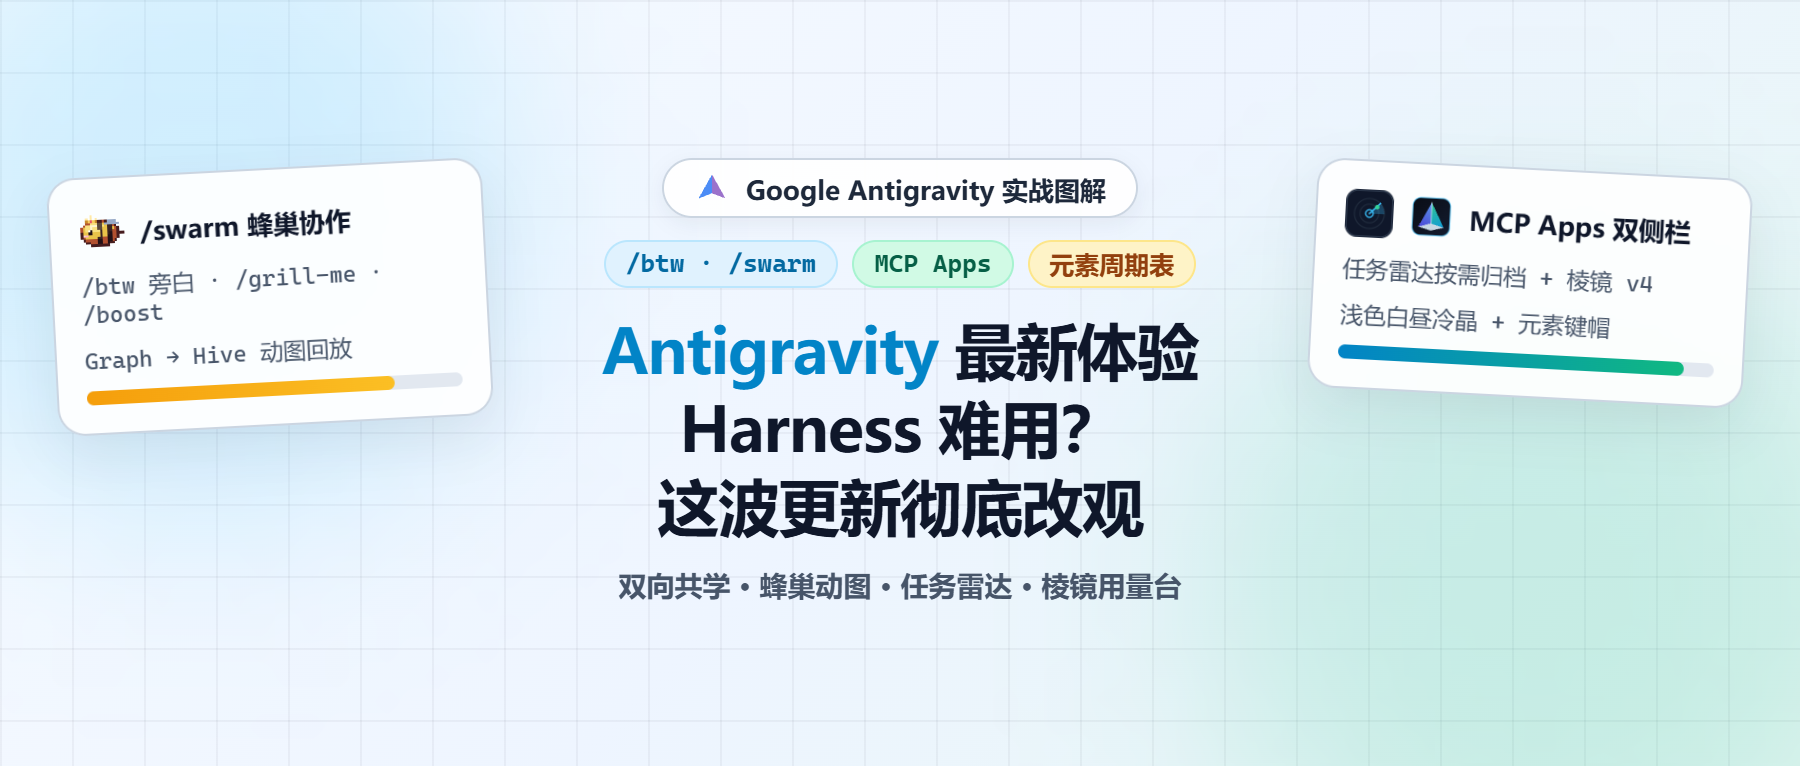 /swarm 蜂巢协作
/btw 旁白 · /grill-me ·
/boost
Graph → Hive 动图回放
Google Antigravity 实战图解
/btw · /swarm
MCP Apps
元素周期表
Antigravity 最新体验
Harness 难用？
这波更新彻底改观
双向共学 · 蜂巢动图 · 任务雷达 · 棱镜用量台
MCP Apps 双侧栏
任务雷达按需归档 + 棱镜 v4
浅色白昼冷晶 + 元素键帽